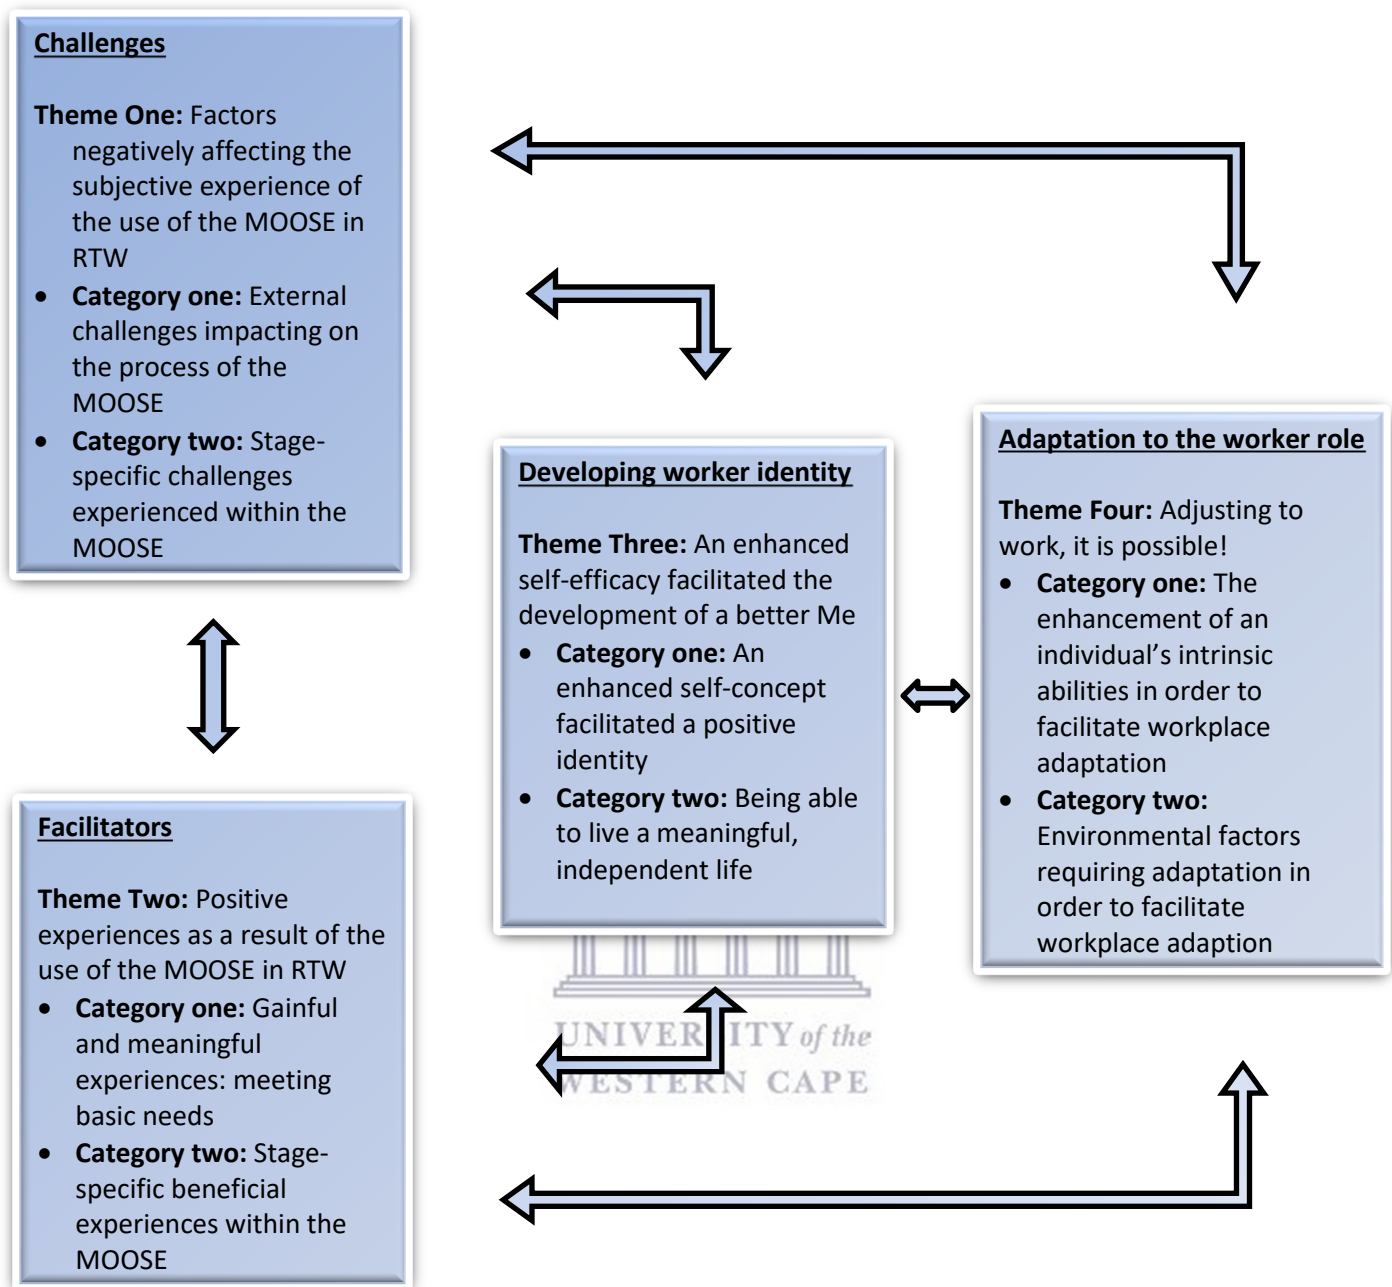 Challenges
Theme One: Factors
negatively affecting the
subjective experience of
the use of the MOOSE in
RTW
• Category one: External
challenges impacting on
the process of the
MOOSE
• Category two: Stage-
specific challenges
experienced within the
MOOSE
Facilitators
Theme Two: Positive
experiences as a result of the
use of the MOOSE in RTW
• Category one: Gainful
and meaningful
experiences: meeting
basic needs
• Category two: Stage-
specific beneficial
experiences within the
MOOSE
Developing worker identity
Theme Three: An enhanced
self-efficacy facilitated the
development of a better Me
• Category one: An
enhanced self-concept
facilitated a positive
identity
• Category two: Being able
to live a meaningful,
independent life
Adaptation to the worker role
Theme Four: Adjusting to
work, it is possible!
• Category one: The
enhancement of an
individual's intrinsic
abilities in order to
facilitate workplace
adaptation
• Category two:
Environmental factors
requiring adaptation in
order to facilitate
workplace adaption
UNIVERSITY of the
WESTERN CAPE